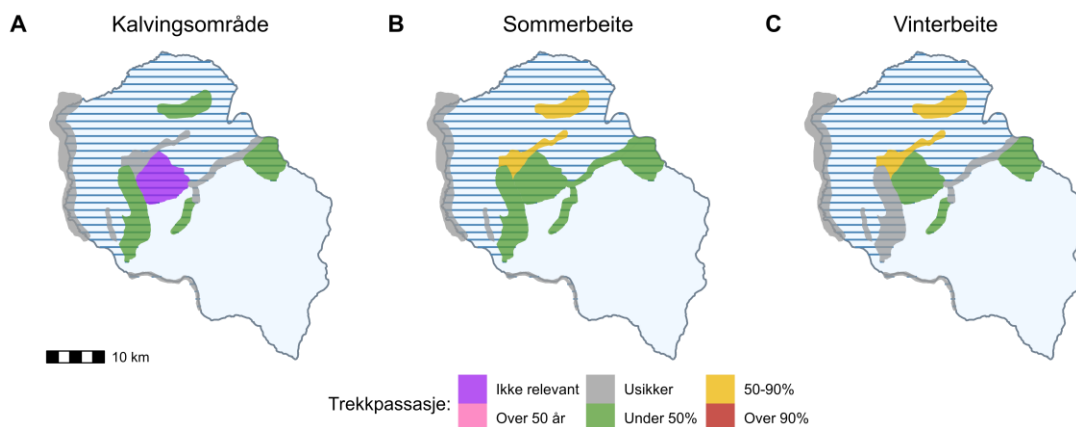 A Kalvingsområde
B Sommerbeite
C Vinterbeite
10 km
Trekkpassasje:
Ikke relevant
Usikker
50-90%
Over 50 år
Under 50%
Over 90%